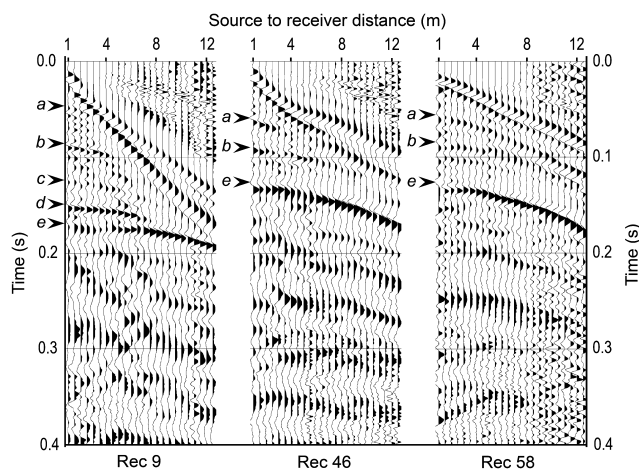 Source to receiver distance (m)
1 4 8 12 1 4 8 12 1 4 8 12
0.0 0.0
a a a
b b b
0.1
c
d
e e e
0.2 0.2
Time (s) Time (s)
0.3 0.3
0.4 0.4
Rec 9 Rec 46 Rec 58